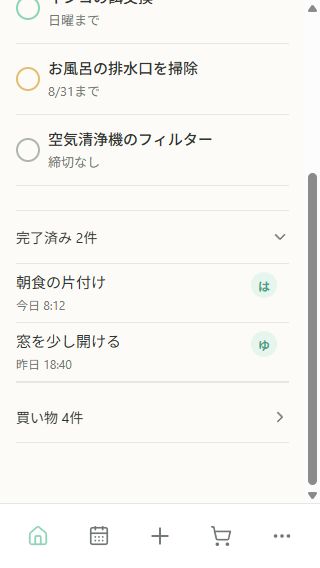 日曜まで
お風呂の排水口を掃除
8/31まで
空気清浄機のフィルター
締切なし
完了済み 2件
朝食の片付け
は
今日 8:12
窓を少し開ける
ゆ
昨日 18:40
買い物 4件